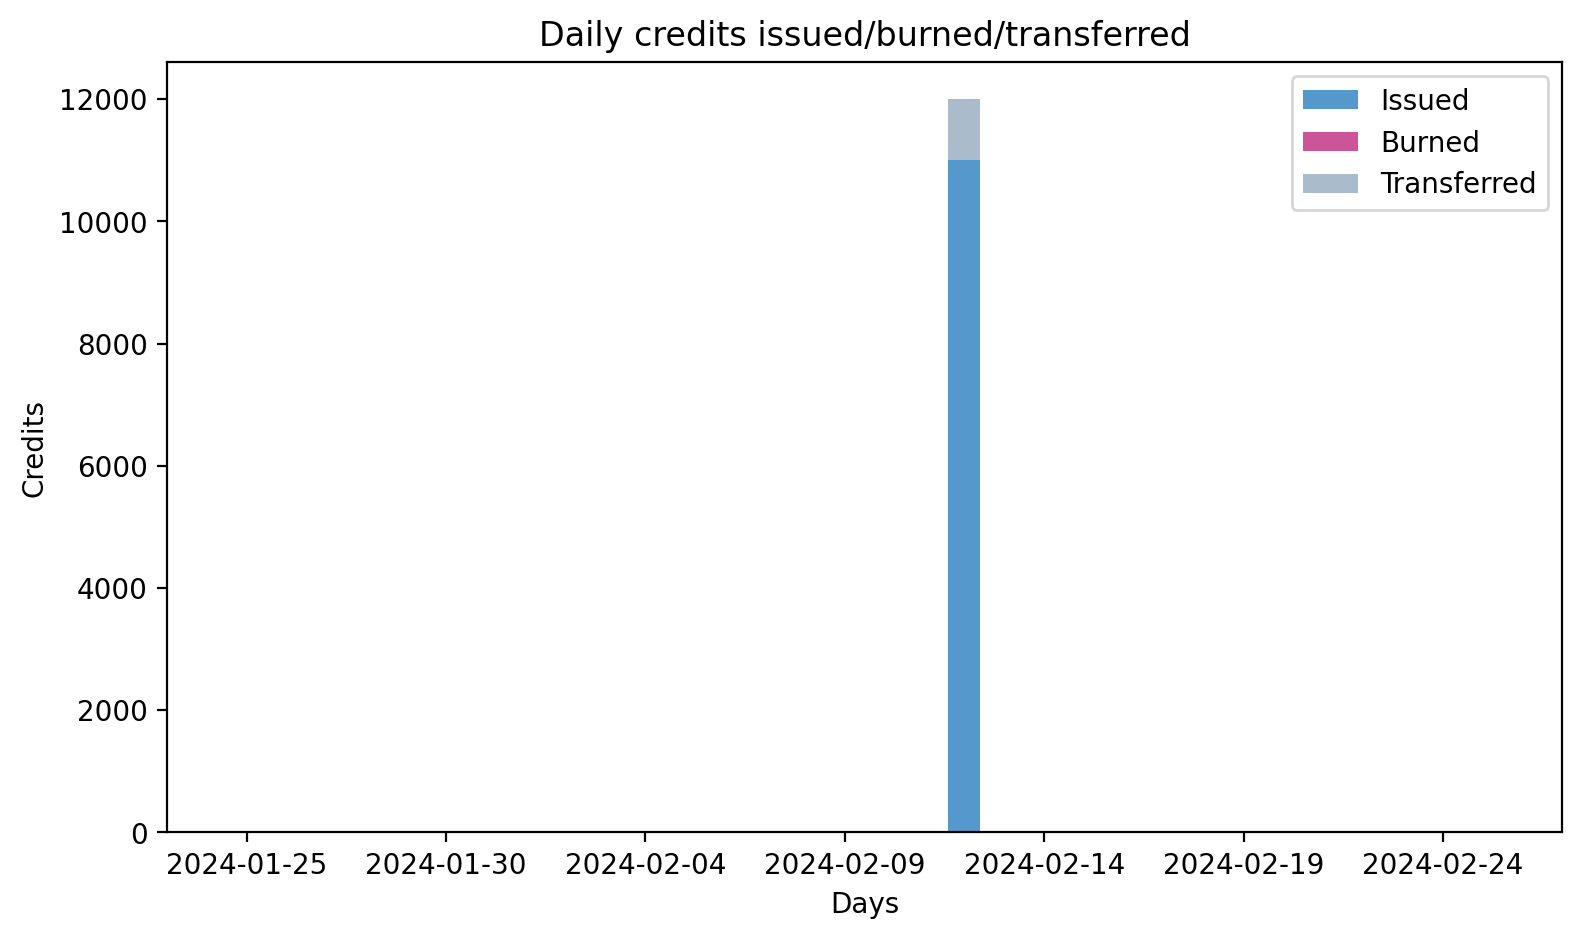 Daily credits issued/burned/transferred
Issued
Burned
Transferred
12000
10000
8000
6000
4000
2000
0
Credits
2024-01-25 2024-01-30 2024-02-04 2024-02-09 2024-02-14 2024-02-19 2024-02-24
Days